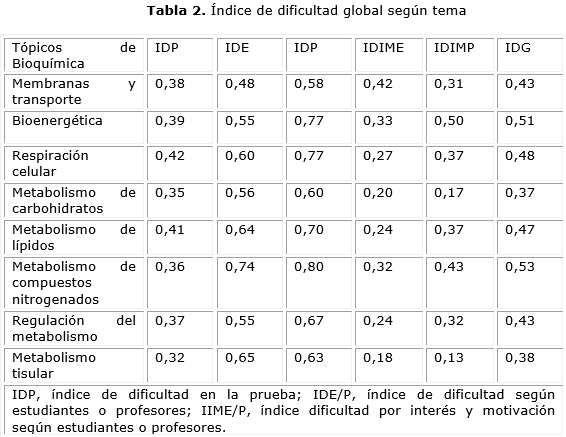 Tabla 2. Índice de dificultad global según tema
Tópicos de IDP IDE IDP IDIME IDIMP IDG
Bioquímica
Membranas y 0,38 0,48 0,58 0,42 0,31 0,43
transporte
Bioenergética 0,39 0,55 0,77 0,33 0,50 0,51
Respiración 0,42 0,60 0,77 0,27 0,37 0,48
celular
Metabolismo de 0,35 0,56 0,60 0,20 0,17 0,37
carbohidratos
Metabolismo de 0,41 0,64 0,70 0,24 0,37 0,47
lípidos
Metabolismo de 0,36 0,74 0,80 0,32 0,43 0,53
compuestos
nitrogenados
Regulación del 0,37 0,55 0,67 0,24 0,32 0,43
metabolismo
Metabolismo 0,32 0,65 0,63 0,18 0,13 0,38
tisular
IDP, índice de dificultad en la prueba; IDE/P, índice de dificultad según
estudiantes o profesores; IIME/P, índice dificultad por interés y motivación
según estudiantes o profesores.